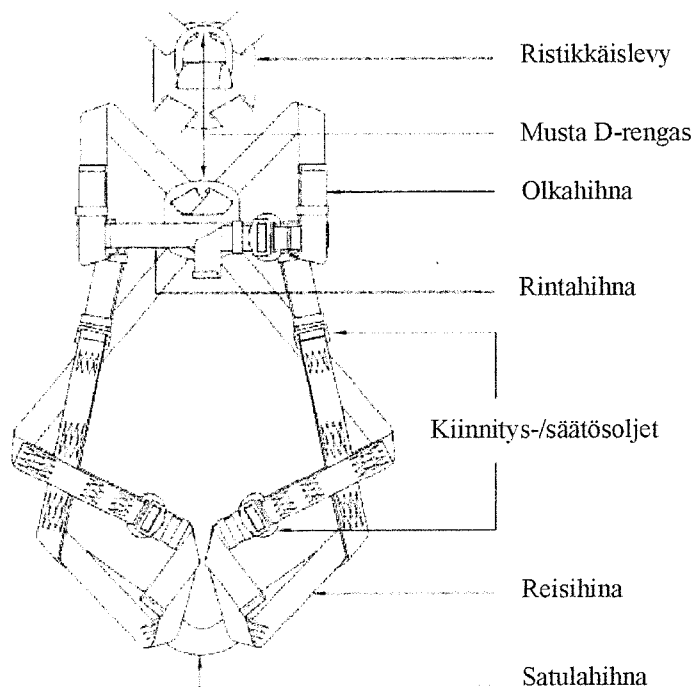 Ristikkäislevy
Musta D-rengas
Olkahihna
Rintahihna
Kiinnitys-/säätösoljet
Reisihina
Satulahihna